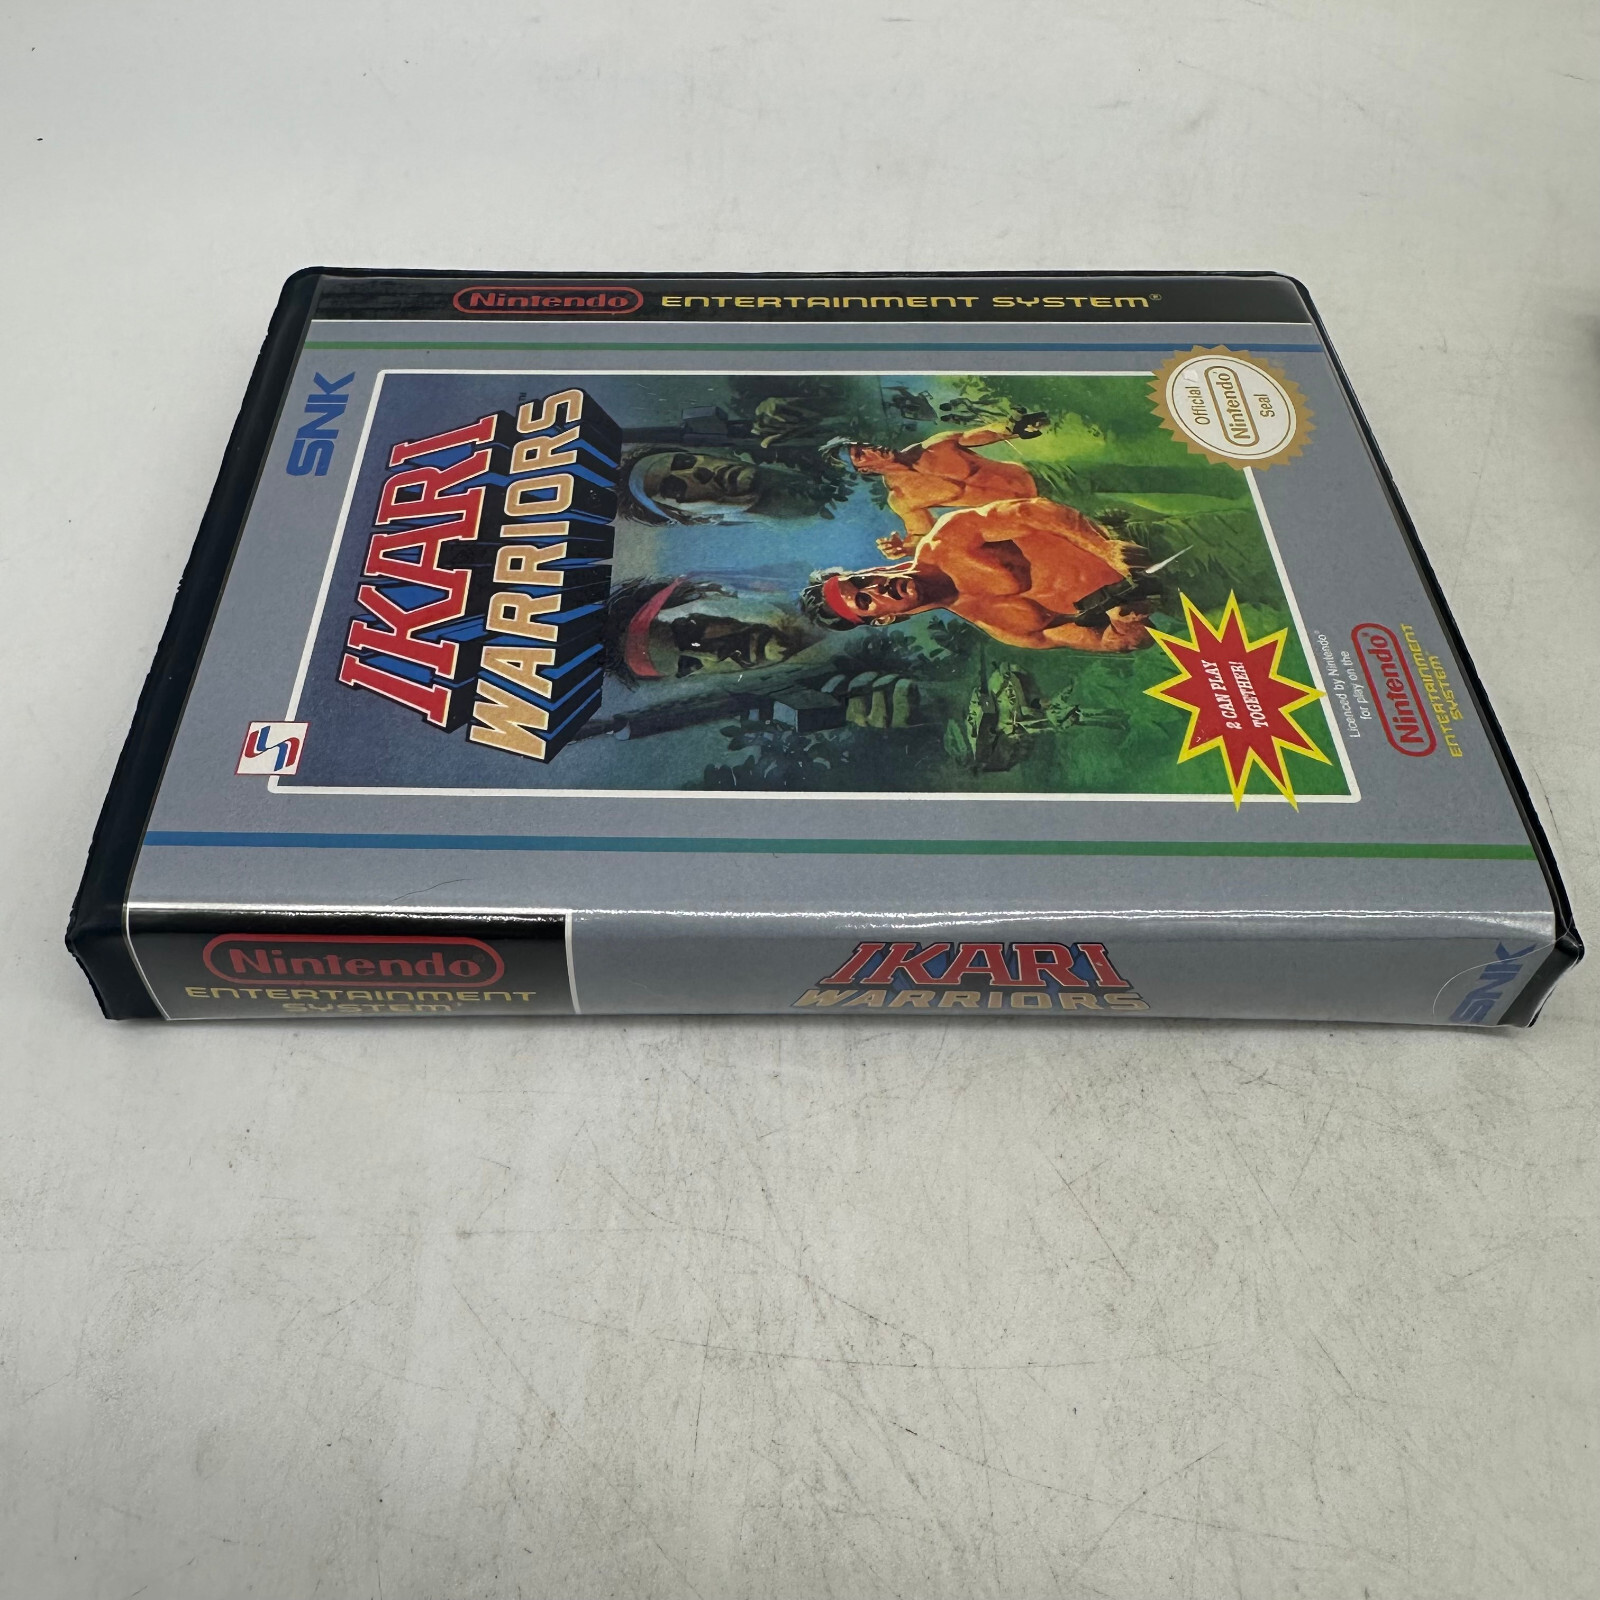 Nintendo ENTERTAINMENT SYSTEM®
SNK
IKARI
WARRIORS™
Official
Nintendo
Seal
2 CAN PLAY
TOGETHER!
Licenced by Nintendo®
for play on the
Nintendo®
ENTERTAINMENT
SYSTEM®
Nintendo®
ENTERTAINMENT
SYSTEM®
IKARI
WARRIORS
SNK